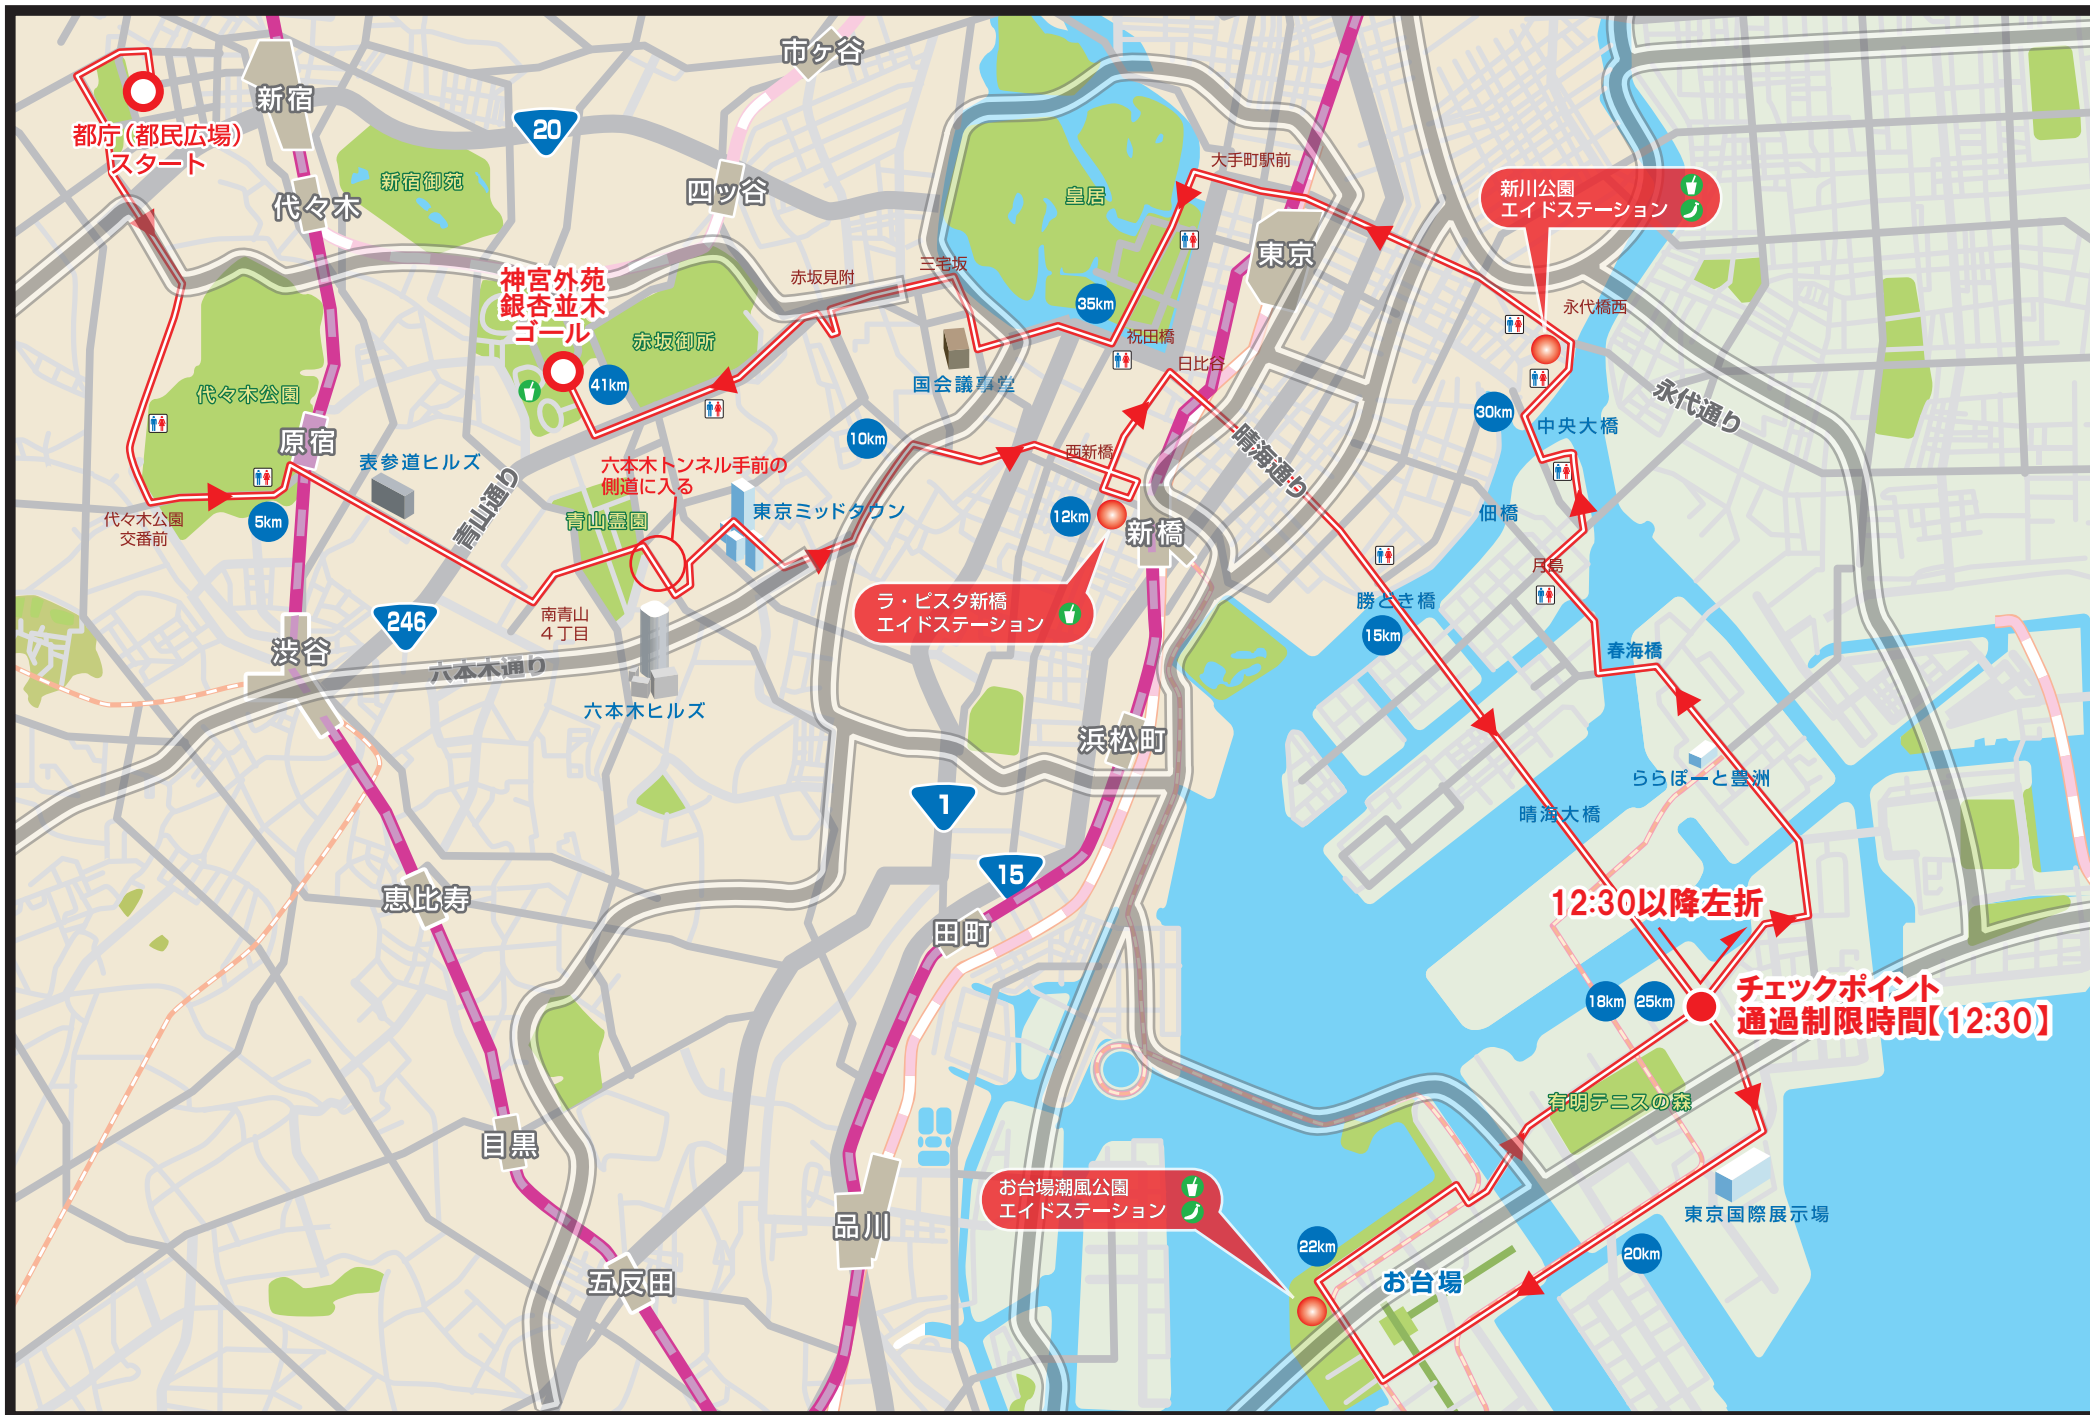 市ヶ谷
新宿
20
都庁（都民広場）
スタート
新宿御苑
四ッ谷
代々木
皇居
大手町駅前
新川公園
エイドステーション
東京
神宮外苑
銀杏並木
ゴール
赤坂見附
三宅坂
35km
永代橋西
赤坂御所
祝田橋
日比谷
国会議事堂
41km
代々木公園
永代通り
30km
中央大橋
10km
原宿
表参道ヒルズ
西新橋
晴海通り
六本木トンネル手前の
側道に入る
青山通り
代々木公園
交番前
5km
青山霊園
東京ミッドタウン
12km
新橋
佃橋
月島
ラ・ピスタ新橋
エイドステーション
勝どき橋
15km
南青山
４丁目
246
渋谷
六本木通り
春海橋
六本木ヒルズ
浜松町
ららぽーと豊洲
晴海大橋
1
15
恵比寿
田町
12:30以降左折
18km
25km
チェックポイント
通過制限時間【12:30】
有明テニスの森
目黒
お台場潮風公園
エイドステーション
東京国際展示場
品川
22km
20km
お台場
五反田